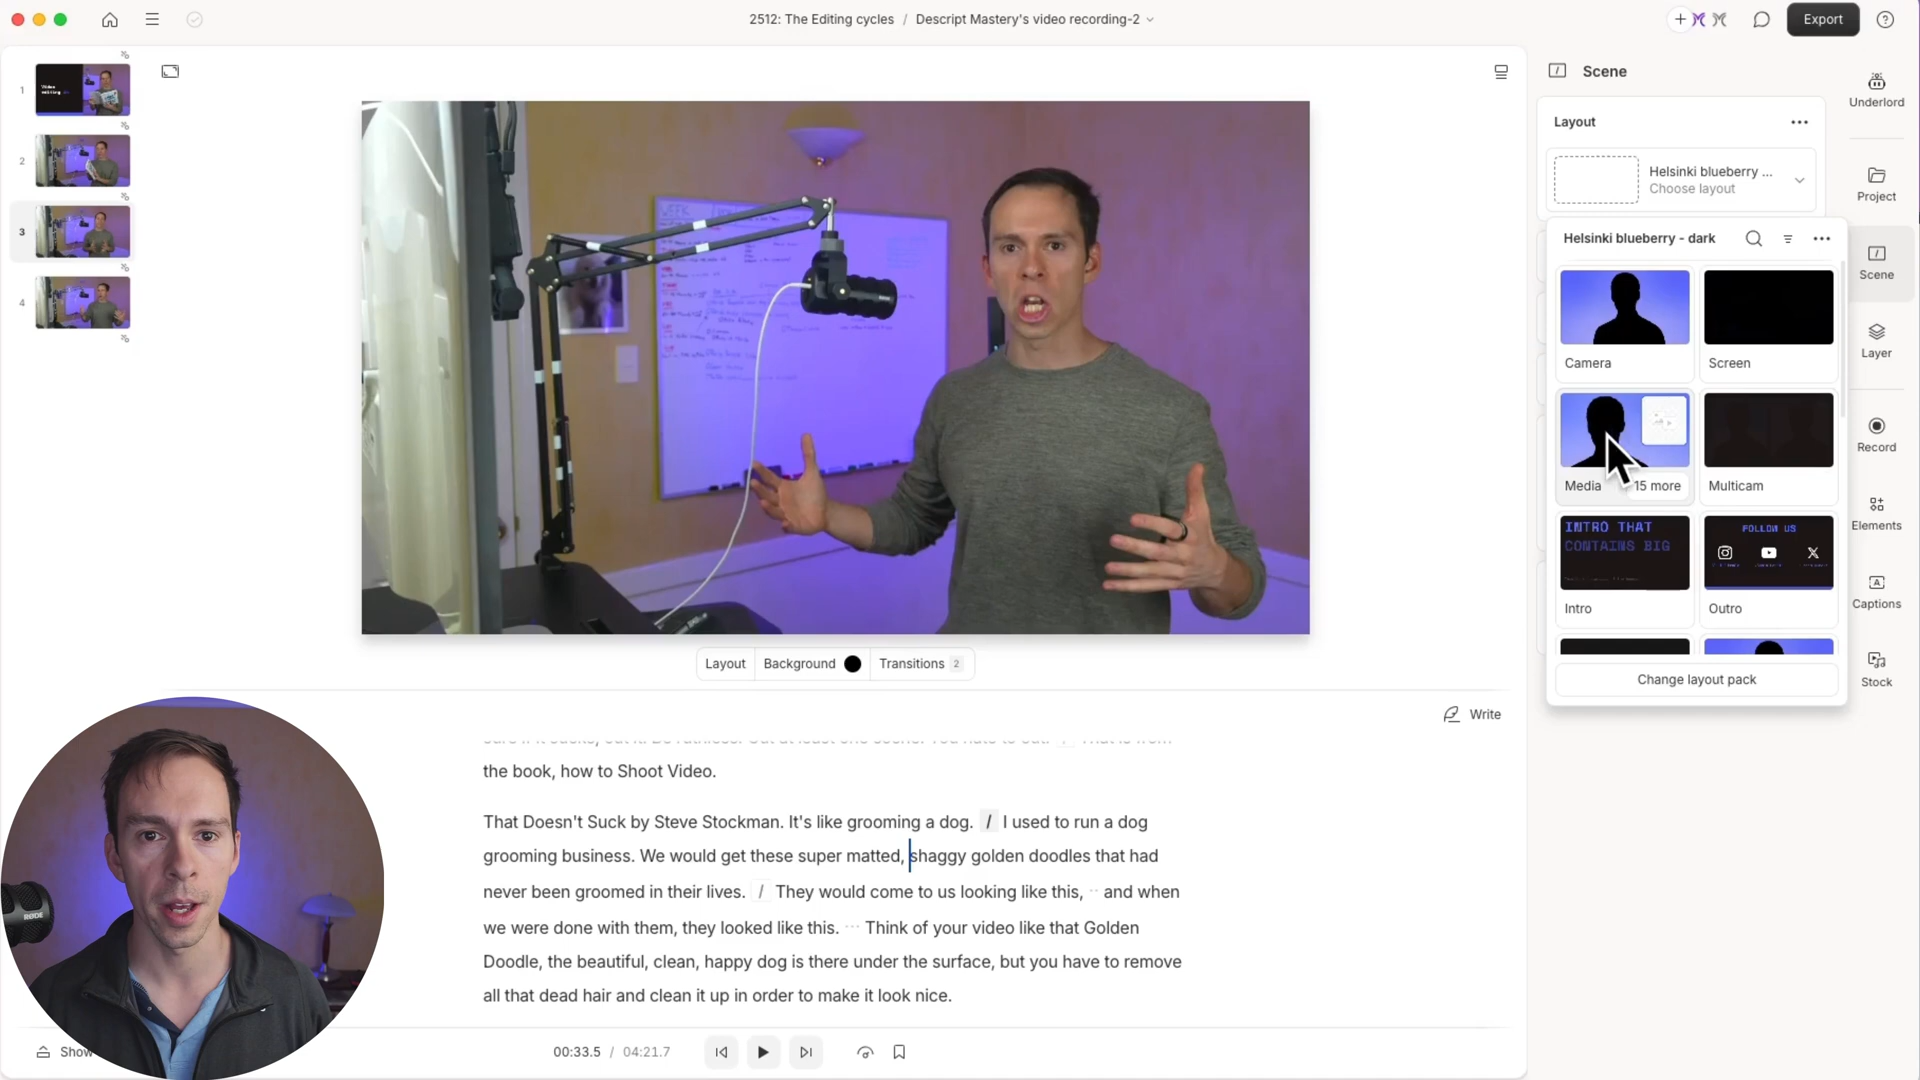 2512: The Editing cycles / Descript Mastery's video recording-2
Export
1
2
3
4
Scene
Layout
Helsinki blueberry ...
Choose layout
Helsinki blueberry - dark
Camera
Screen
Media
15 more
Multicam
INTRO THAT
CONTAINS BIG
Intro
FOLLOW US
Outro
Change layout pack
Underlord
Project
Scene
Layer
Record
Elements
Captions
Stock
Layout
Background
Transitions 2
Write
the book, how to Shoot Video.
That Doesn't Suck by Steve Stockman. It's like grooming a dog. / I used to run a dog
grooming business. We would get these super matted, shaggy golden doodles that had
never been groomed in their lives. / They would come to us looking like this, ·· and when
we were done with them, they looked like this. ··· Think of your video like that Golden
Doodle, the beautiful, clean, happy dog is there under the surface, but you have to remove
all that dead hair and clean it up in order to make it look nice.
RØDE
Show
00:33.5 / 04:21.7